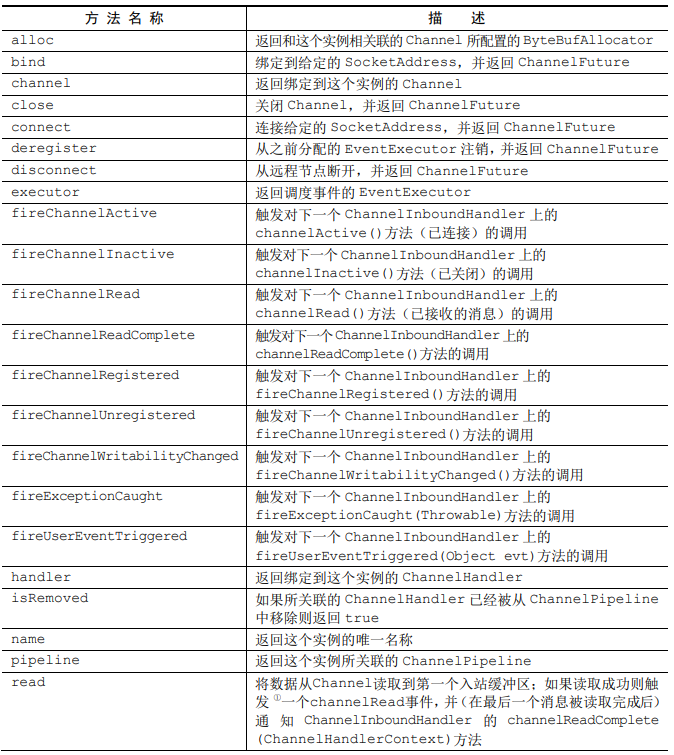 方 法 名 称 描 述
alloc 返回和这个实例相关联的 Channel 所配置的 ByteBufAllocator
bind 绑定到给定的 SocketAddress，并返回 ChannelFuture
channel 返回绑定到这个实例的 Channel
close 关闭 Channel，并返回 ChannelFuture
connect 连接给定的 SocketAddress，并返回 ChannelFuture
deregister 从之前分配的 EventExecutor 注销，并返回 ChannelFuture
disconnect 从远程节点断开，并返回 ChannelFuture
executor 返回调度事件的 EventExecutor
fireChannelActive 触发对下一个 ChannelInboundHandler 上的
channelActive()方法（已连接）的调用
fireChannelInactive 触发对下一个 ChannelInboundHandler 上的
channelInactive()方法（已关闭）的调用
fireChannelRead 触发对下一个 ChannelInboundHandler 上的
channelRead()方法（已接收的消息）的调用
fireChannelReadComplete 触发对下一个 ChannelInboundHandler 上的
channelReadComplete()方法的调用
fireChannelRegistered 触发对下一个 ChannelInboundHandler 上的
fireChannelRegistered()方法的调用
fireChannelUnregistered 触发对下一个 ChannelInboundHandler 上的
fireChannelUnregistered()方法的调用
fireChannelWritabilityChanged 触发对下一个 ChannelInboundHandler 上的
fireChannelWritabilityChanged()方法的调用
fireExceptionCaught 触发对下一个 ChannelInboundHandler 上的
fireExceptionCaught(Throwable)方法的调用
fireUserEventTriggered 触发对下一个 ChannelInboundHandler 上的
fireUserEventTriggered(Object evt)方法的调用
handler 返回绑定到这个实例的 ChannelHandler
isRemoved 如果所关联的 ChannelHandler 已经被从 ChannelPipeline
中移除则返回 true
name 返回这个实例的唯一名称
pipeline 返回这个实例所关联的 ChannelPipeline
read 将数据从Channel读取到第一个入站缓冲区；如果读取成功则触
发①一个channelRead事件，并（在最后一个消息被读取完成后）
通 知 ChannelInboundHandler 的 channelReadComplete
(ChannelHandlerContext)方法